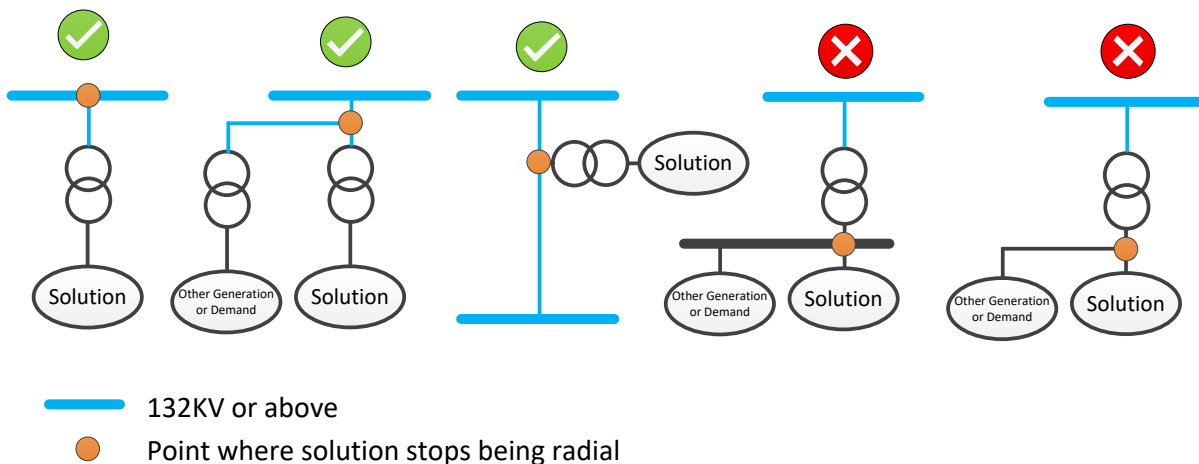 Solution
Other Generation
or Demand
Solution
Solution
Other Generation
or Demand
Solution
Other Generation
or Demand
Solution
132KV or above
Point where solution stops being radial